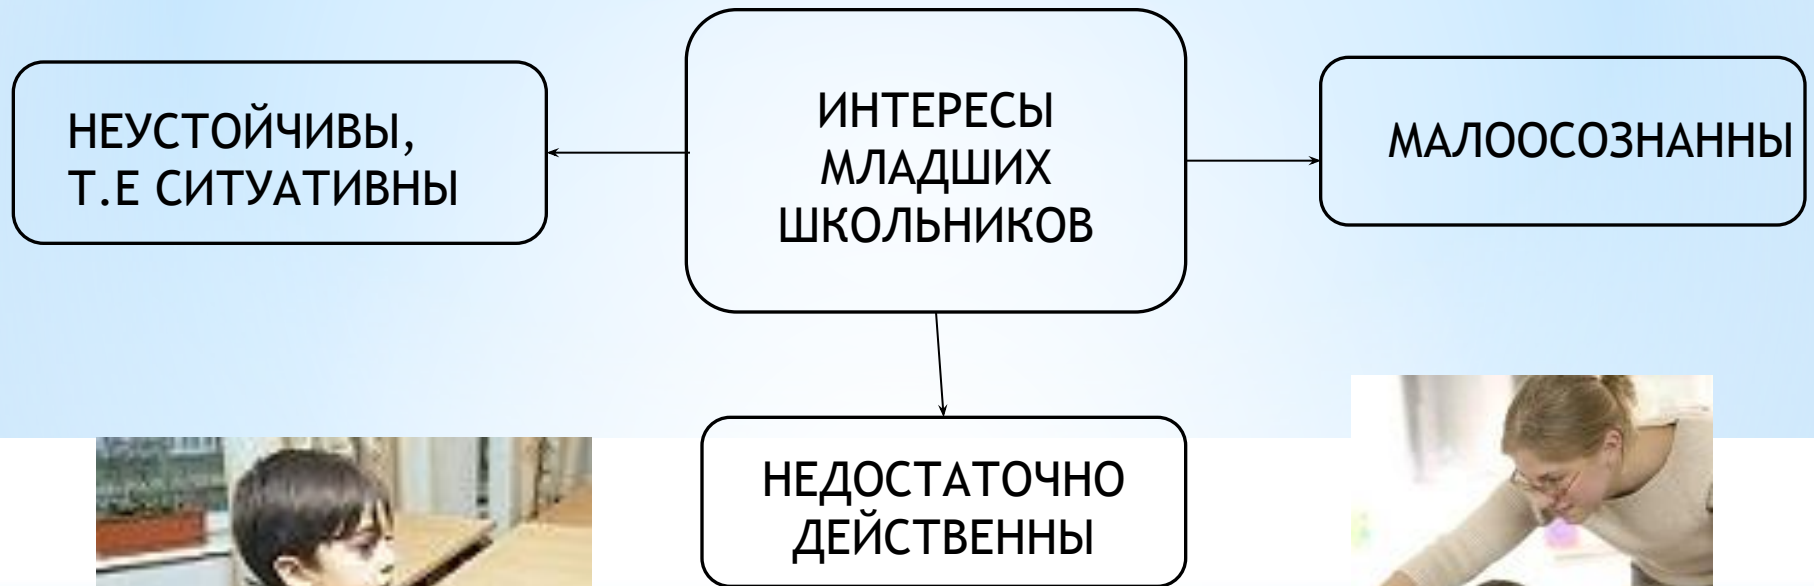 НЕУСТОЙЧИВЫ,
Т.Е СИТУАТИВНЫ
ИНТЕРЕСЫ
МЛАДШИХ
ШКОЛЬНИКОВ
МАЛООСОЗНАННЫ
НЕДОСТАТОЧНО
ДЕЙСТВЕННЫ